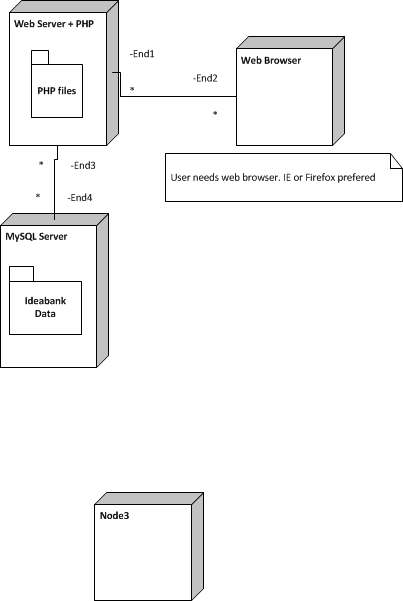 Web Server + PHP
PHP files
-End1
*
-End2
*
Web Browser
User needs web browser. IE or Firefox prefered
*
-End3
*
-End4
MySQL Server
Ideabank
Data
Node3